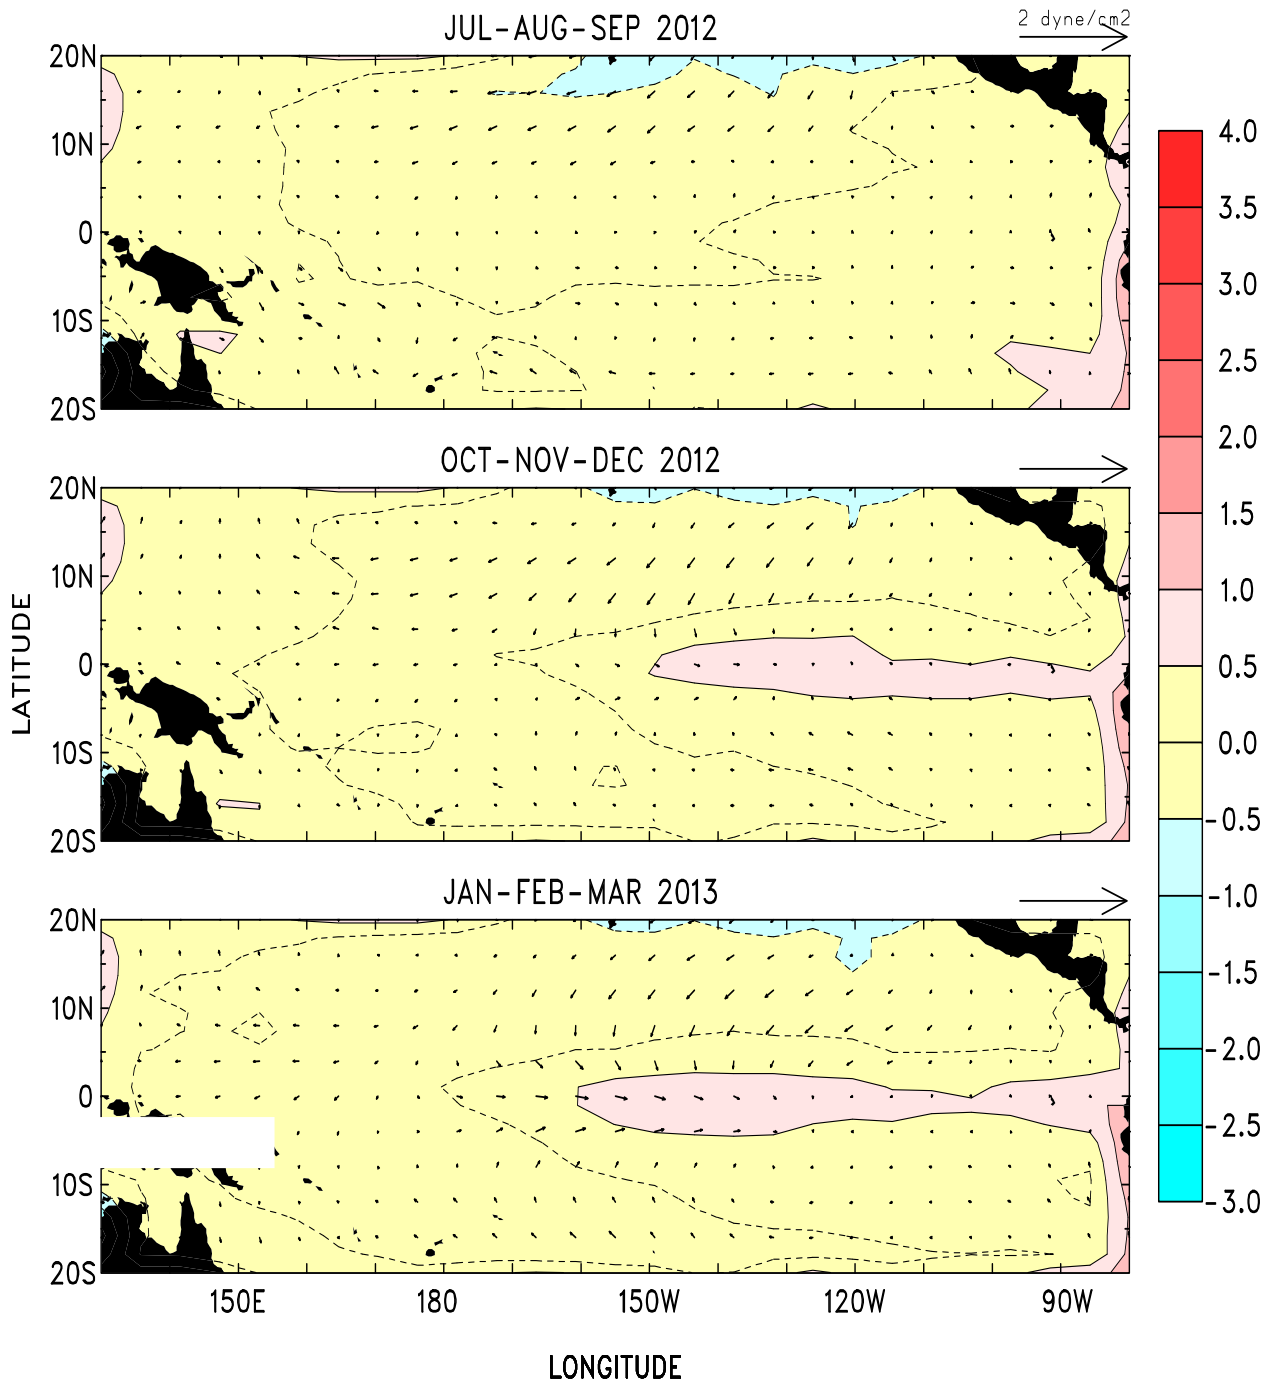 JUL-AUG-SEP 2012
2 dyne/cm2
20N
10N
0
10S
20S
OCT-NOV-DEC 2012
20N
10N
0
10S
20S
JAN-FEB-MAR 2013
20N
10N
0
10S
20S
150E 180 150W 120W 90W
LONGITUDE
LATITUDE
4.0
3.5
3.0
2.5
2.0
1.5
1.0
0.5
0.0
-0.5
-1.0
-1.5
-2.0
-2.5
-3.0